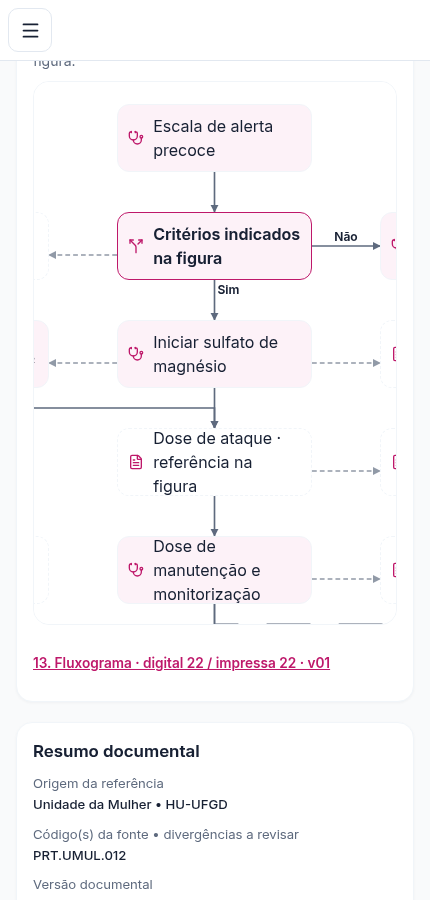 figura.
Escala de alerta
precoce
Critérios indicados
na figura
Não
Sim
Iniciar sulfato de
magnésio
Dose de ataque ·
referência na
figura
Dose de
manutenção e
monitorização
13. Fluxograma · digital 22 / impressa 22 · v01
Resumo documental
Origem da referência
Unidade da Mulher • HU-UFGD
Código(s) da fonte • divergências a revisar
PRT.UMUL.012
Versão documental